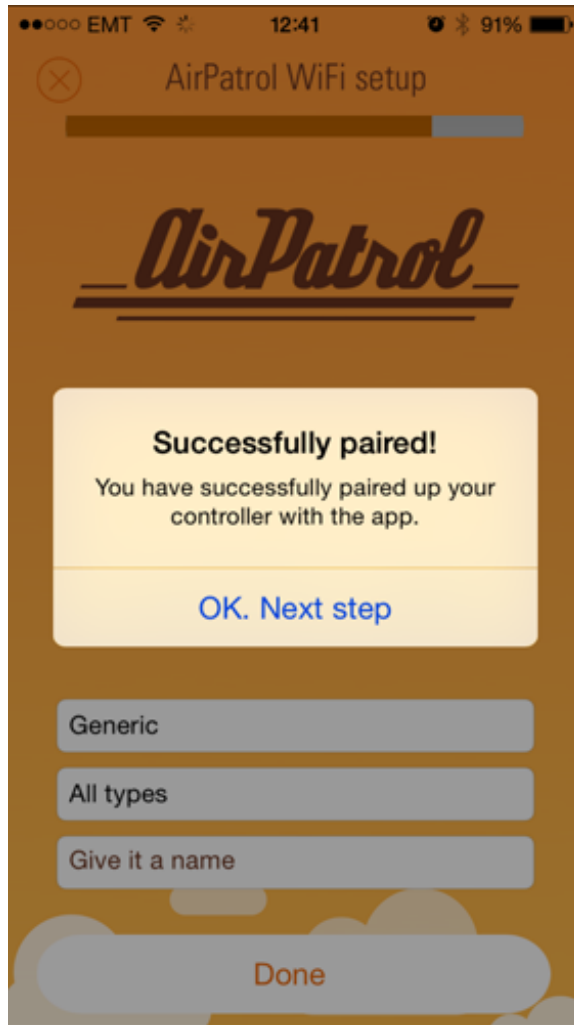 EMT 12:41 91%
AirPatrol WiFi setup
AirPatrol
Successfully paired!
You have successfully paired up your
controller with the app.
OK. Next step
Generic
All types
Give it a name
Done